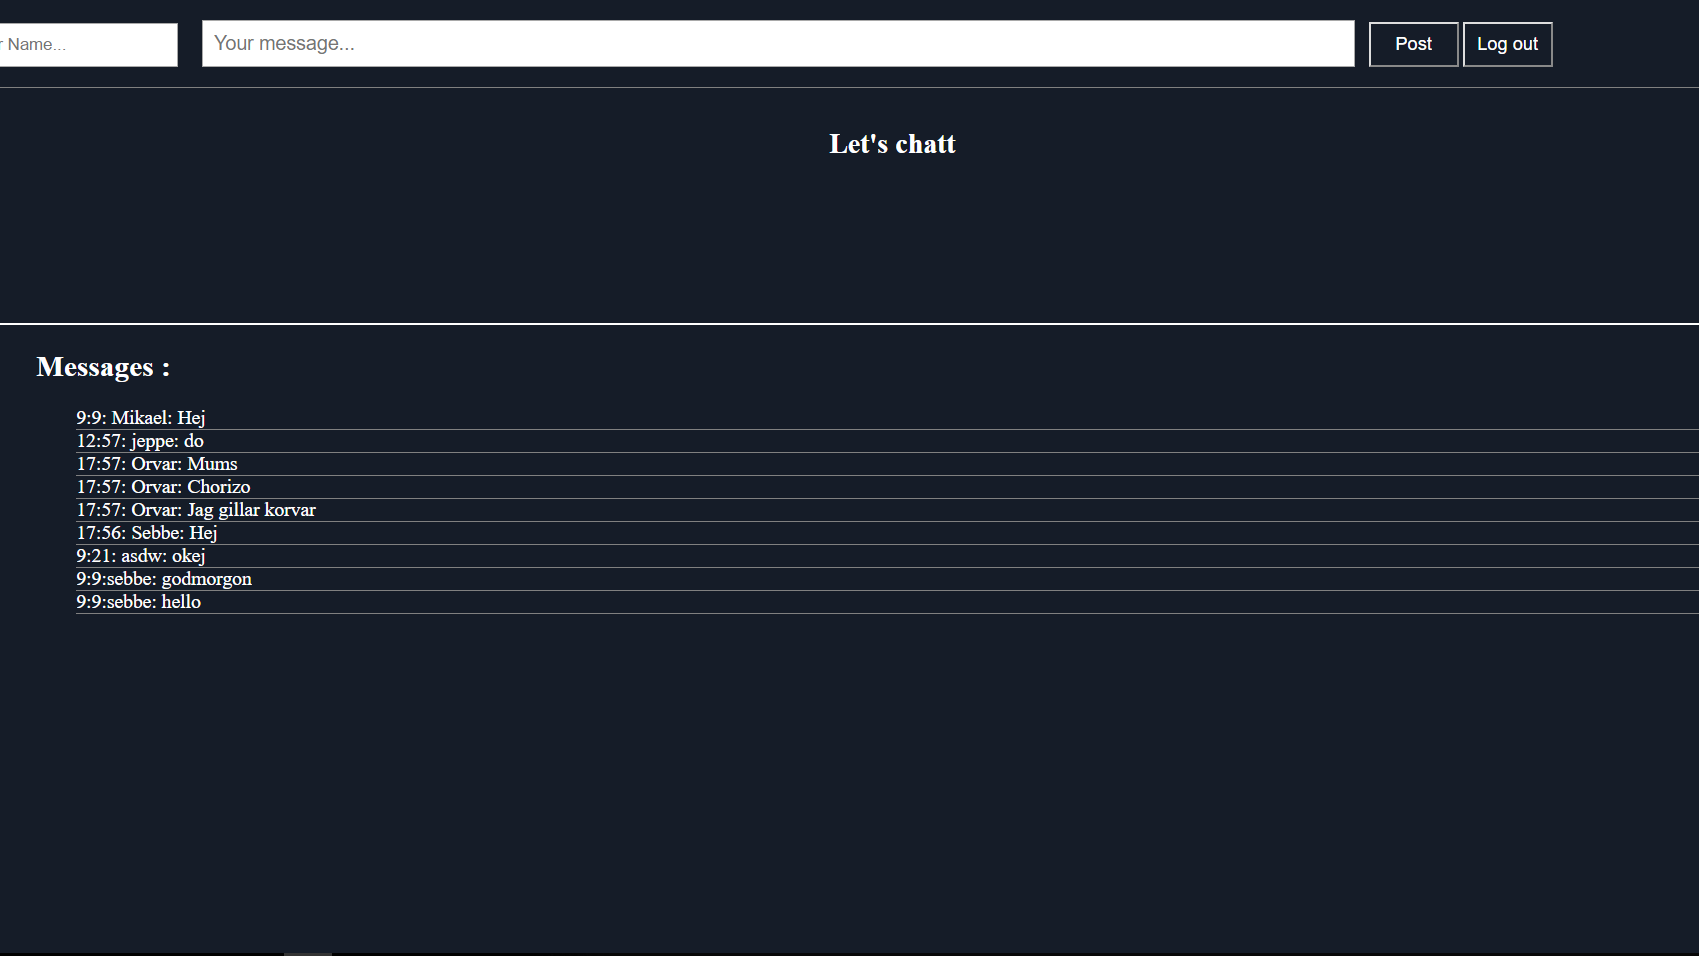 r Name...
Your message...
Post
Log out
Let's chatt
Messages :
9:9: Mikael: Hej
12:57: jeppe: do
17:57: Orvar: Mums
17:57: Orvar: Chorizo
17:57: Orvar: Jag gillar korvar
17:56: Sebbe: Hej
9:21: asdw: okej
9:9:sebbe: godmorgon
9:9:sebbe: hello